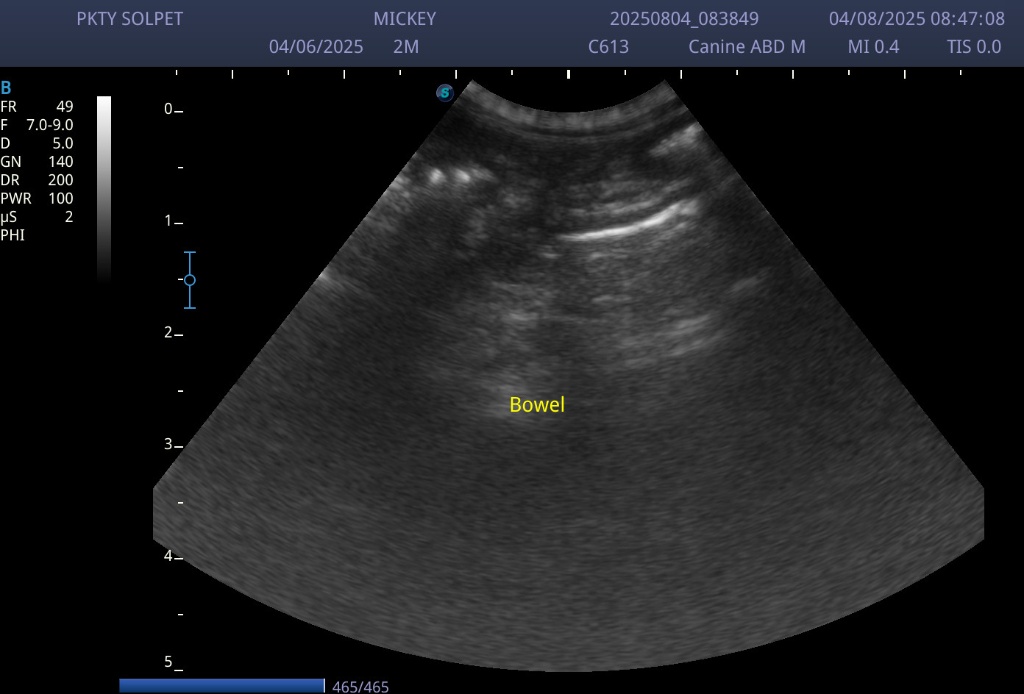 PKTY SOLPET MICKEY 20250804_083849 04/08/2025 08:47:08
04/06/2025 2M C613 Canine ABD M MI 0.4 TIS 0.0
B
S
FR 49
F 7.0-9.0
D 5.0
GN 140
DR 200
PWR 100
µS 2
PHI
0
1
2
3
4
5
Bowel
465/465